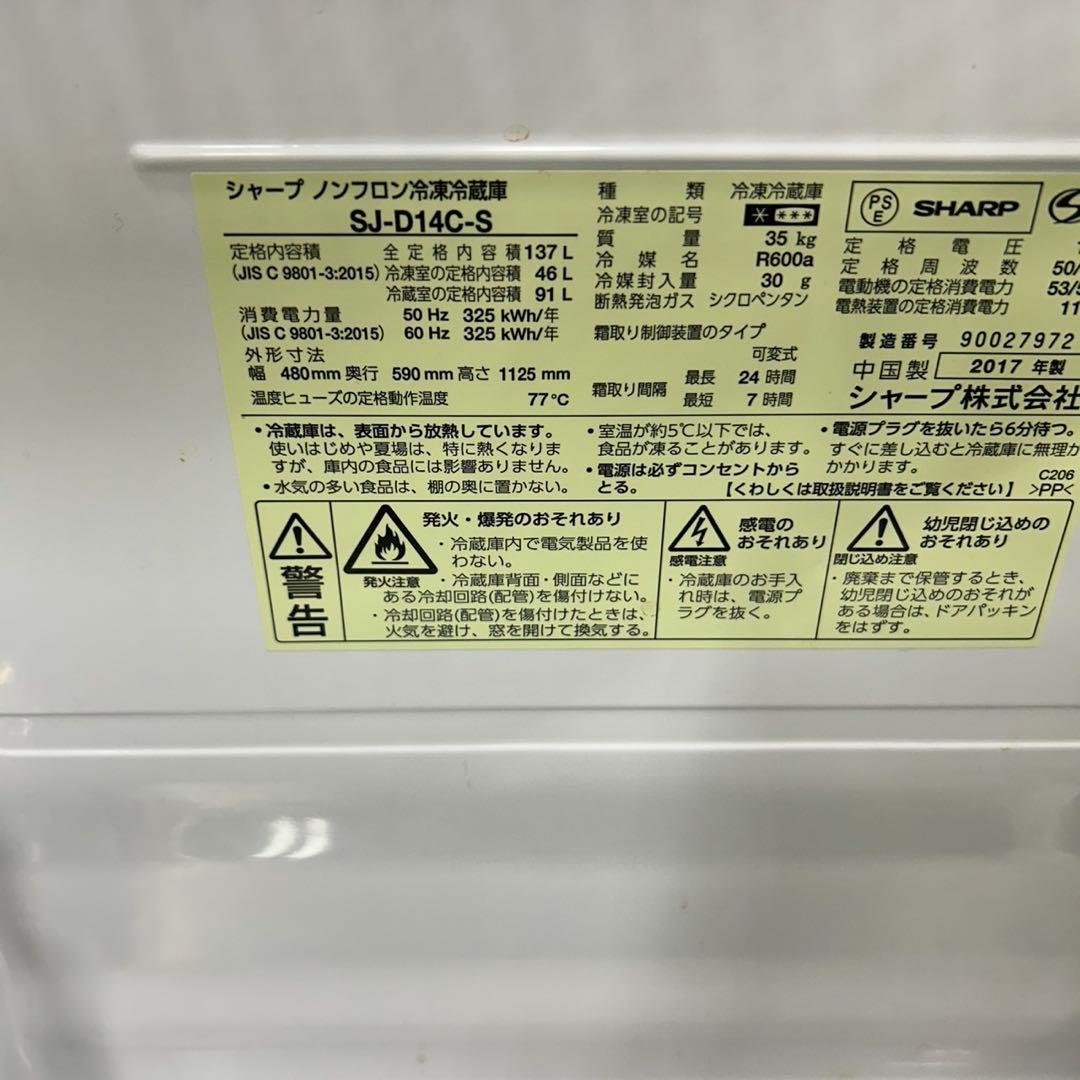 シャープ ノンフロン冷凍冷蔵庫
SJ-D14C-S
定格内容積 全定格内容積 137 L
(JIS C 9801-3:2015) 冷凍室の定格内容積 46 L
冷蔵室の定格内容積 91 L
消費電力量 50 Hz 325 kWh/年
(JIS C 9801-3:2015) 60 Hz 325 kWh/年
外形寸法
幅 480mm 奥行 590 mm 高さ 1125 mm
温度ヒューズの定格動作温度 77℃
種類 冷凍冷蔵庫
冷凍室の記号 * ***
質量 35 kg
冷媒名 R600a
冷媒封入量 30 g
断熱発泡ガス シクロペンタン
霜取り制御装置のタイプ
可変式
霜取り間隔 最長 24 時間
最短 7 時間
PSE SHARP
定格電圧
定格周波数 50/
電動機の定格消費電力 53/
電熱装置の定格消費電力 11
製造番号 90027972
中国製 2017 年製
シャープ株式会社
・冷蔵庫は、表面から放熱しています。
使いはじめや夏場は、特に熱くなりま
すが、庫内の食品には影響ありません。
・水気の多い食品は、棚の奥に置かない。
・室温が約5℃以下では、
食品が凍ることがあります。
・電源は必ずコンセントから
とる。
・電源プラグを抜いたら6分待つ。
すぐに差し込むと冷蔵庫に無理が
かかります。
C206
【くわしくは取扱説明書をご覧ください】 >PP<
警告
発火注意
発火・爆発のおそれあり
・冷蔵庫内で電気製品を使
わない。
・冷蔵庫背面・側面などに
ある冷却回路(配管)を傷付けない。
・冷却回路(配管)を傷付けたときは、
火気を避け、窓を開けて換気する。
感電注意
感電の
おそれあり
・冷蔵庫のお手入
れ時は、電源プ
ラグを抜く。
閉じ込め注意
幼児閉じ込めの
おそれあり
・廃棄まで保管するとき、
幼児閉じ込めのおそれが
ある場合は、ドアパッキン
をはずす。